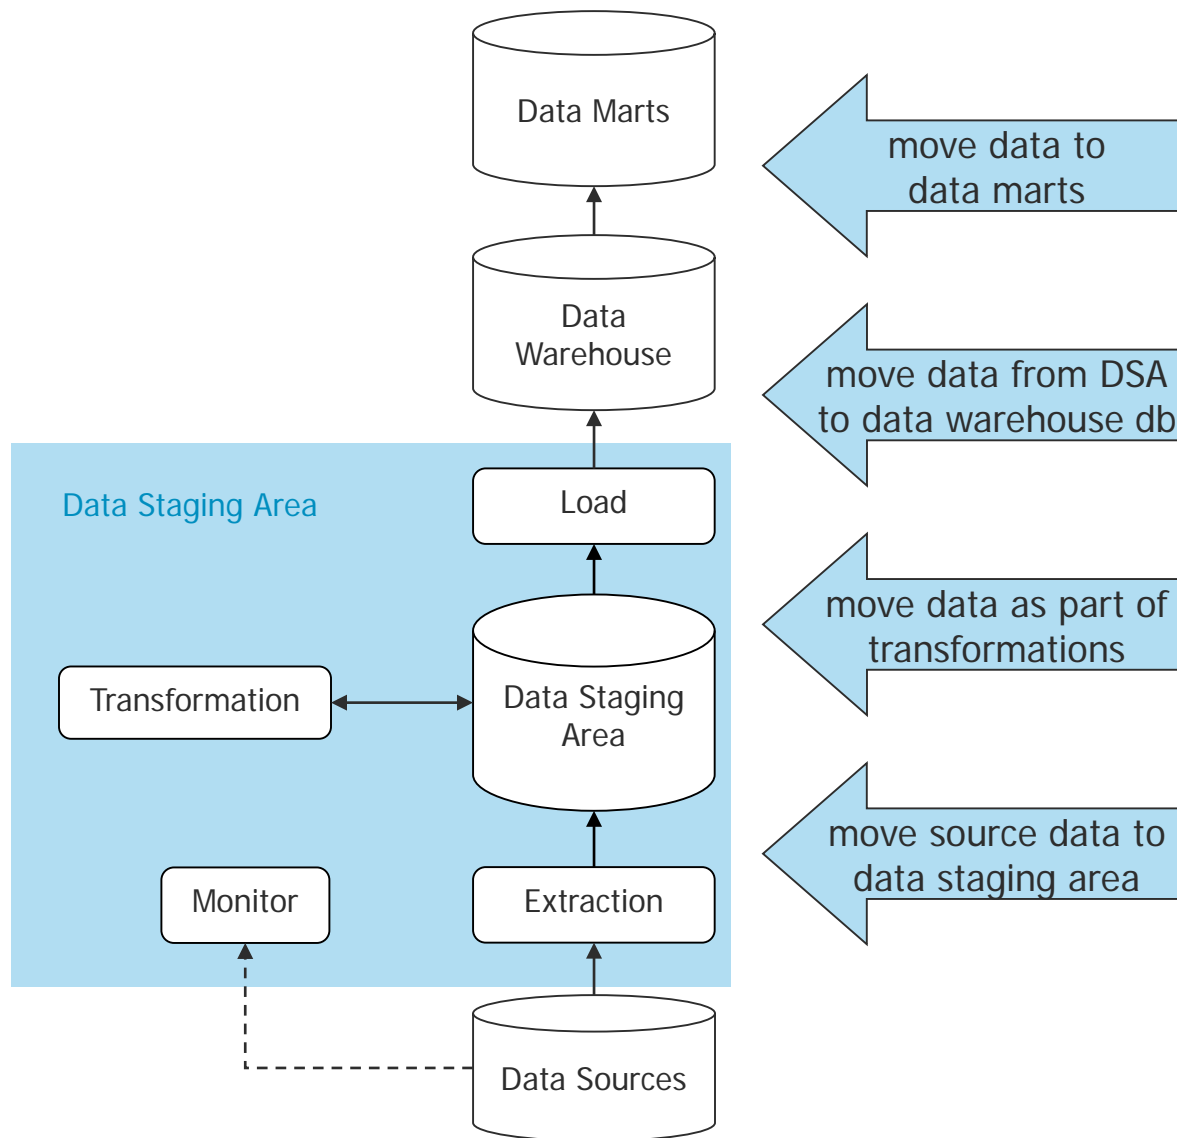 Data Marts
move data to
data marts
Data
Warehouse
move data from DSA
to data warehouse db
Data Staging Area
Load
move data as part of
transformations
Transformation
Data Staging
Area
move source data to
data staging area
Monitor
Extraction
Data Sources